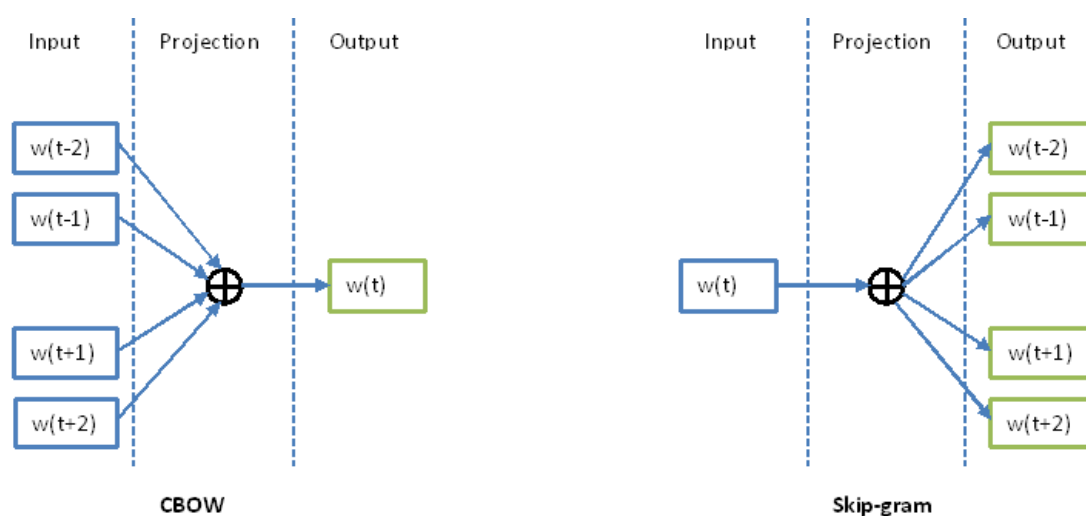 Input Projection Output
w(t-2)
w(t-1)
w(t)
w(t+1)
w(t+2)
CBOW
Input Projection Output
w(t-2)
w(t-1)
w(t)
w(t+1)
w(t+2)
Skip-gram